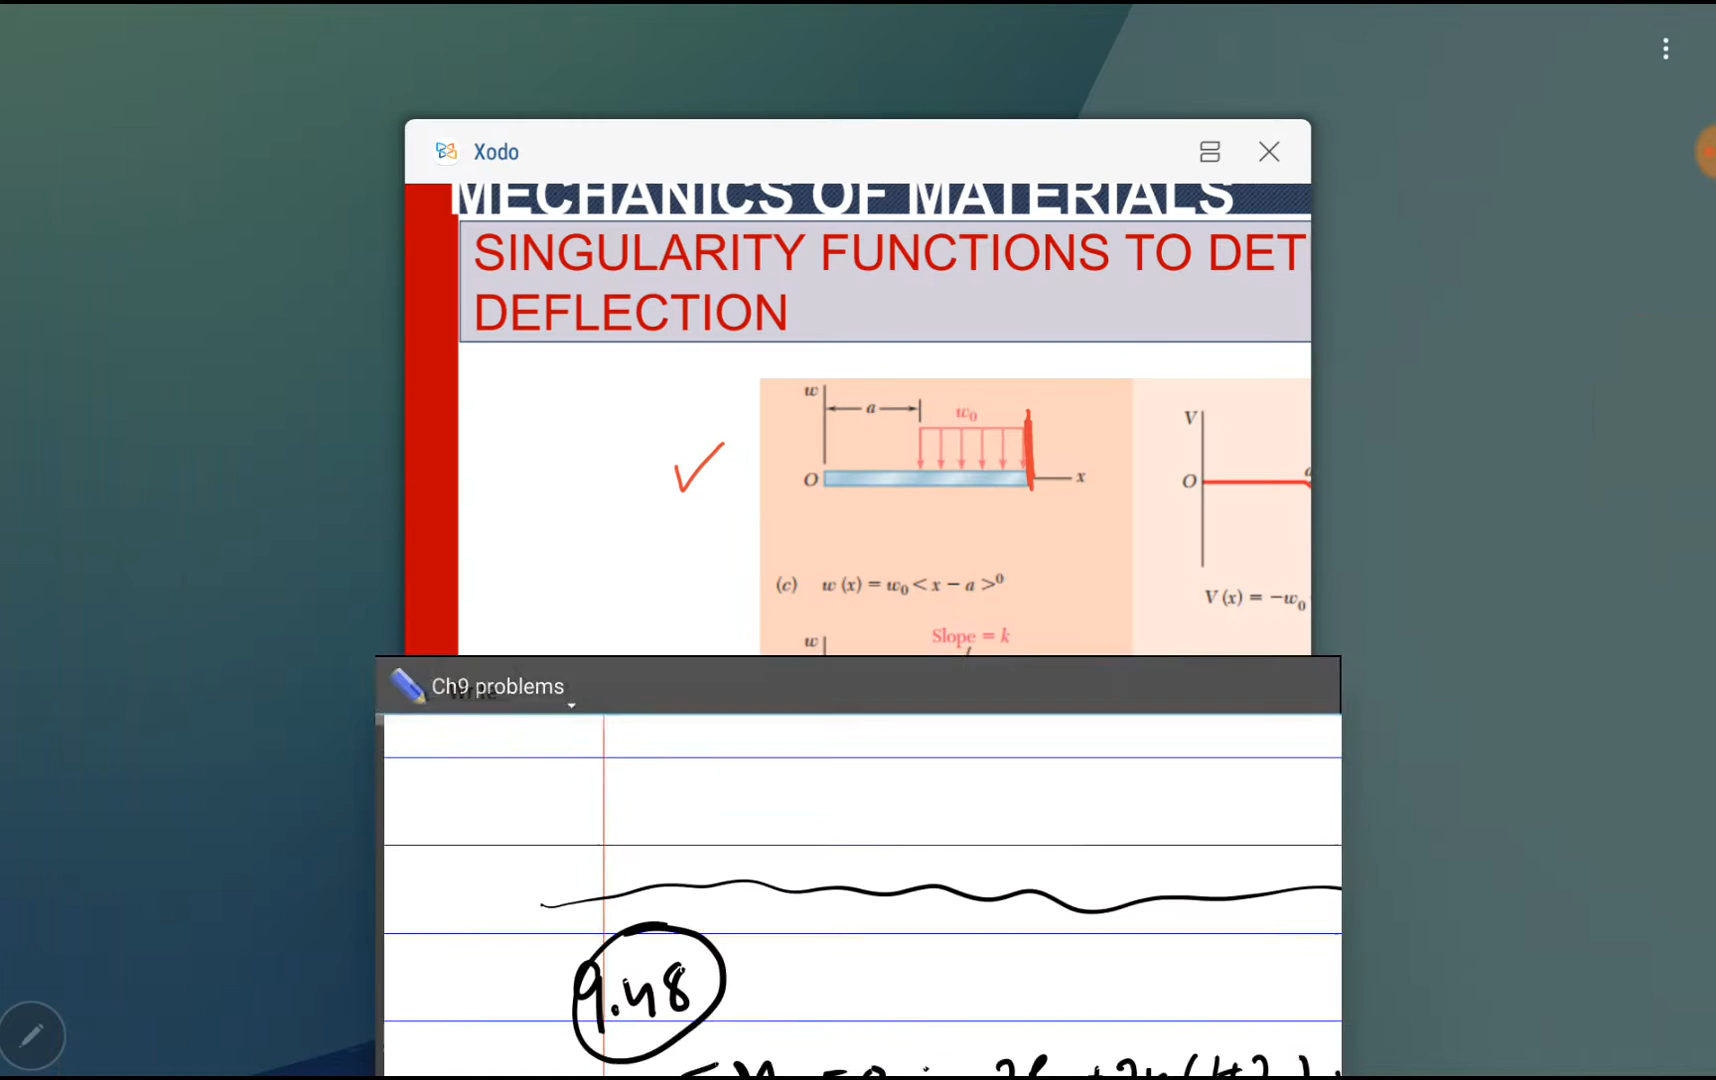 Xodo
MECHANICS OF MATERIALS
SINGULARITY FUNCTIONS TO DET
DEFLECTION
w
a
w0
O
x
V
O
a
(c) w (x) = w0 < x − a >0
V (x) = −w0
w
Slope = k
Ch9 problems
9.48